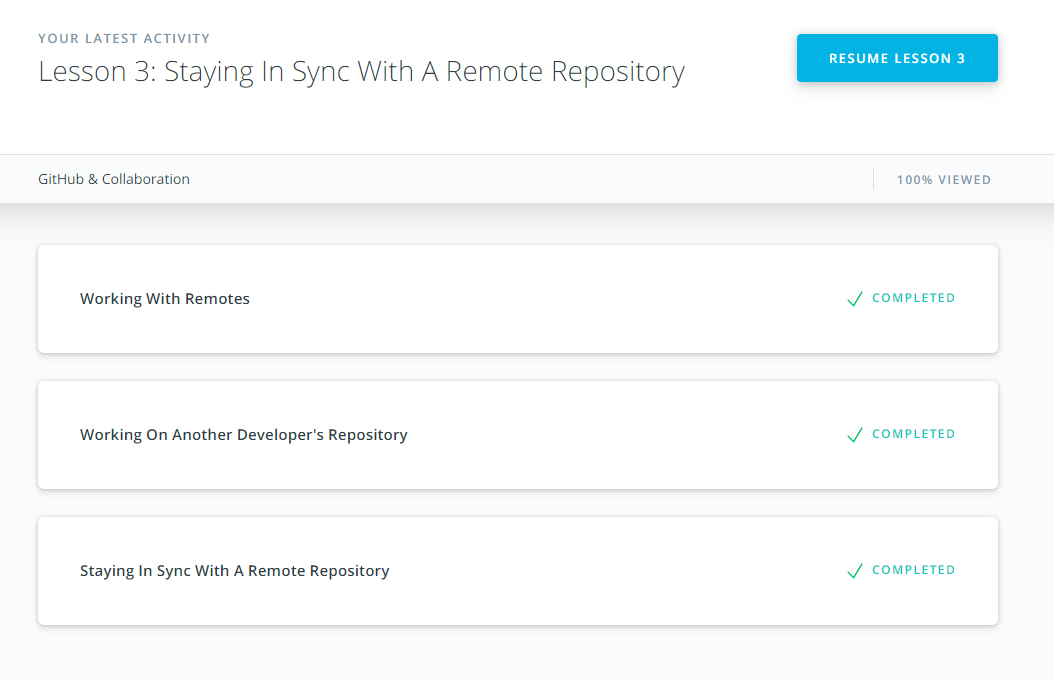 YOUR LATEST ACTIVITY
Lesson 3: Staying In Sync With A Remote Repository
RESUME LESSON 3
GitHub & Collaboration
100% VIEWED
Working With Remotes
COMPLETED
Working On Another Developer's Repository
COMPLETED
Staying In Sync With A Remote Repository
COMPLETED